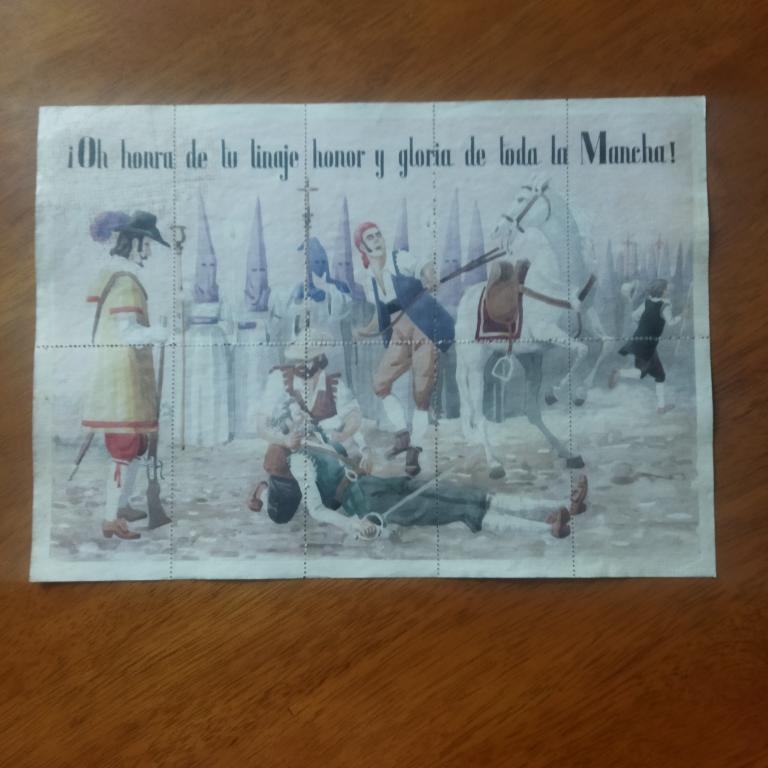 ¡Oh honra de tu linaje honor y gloria de toda la Mancha!